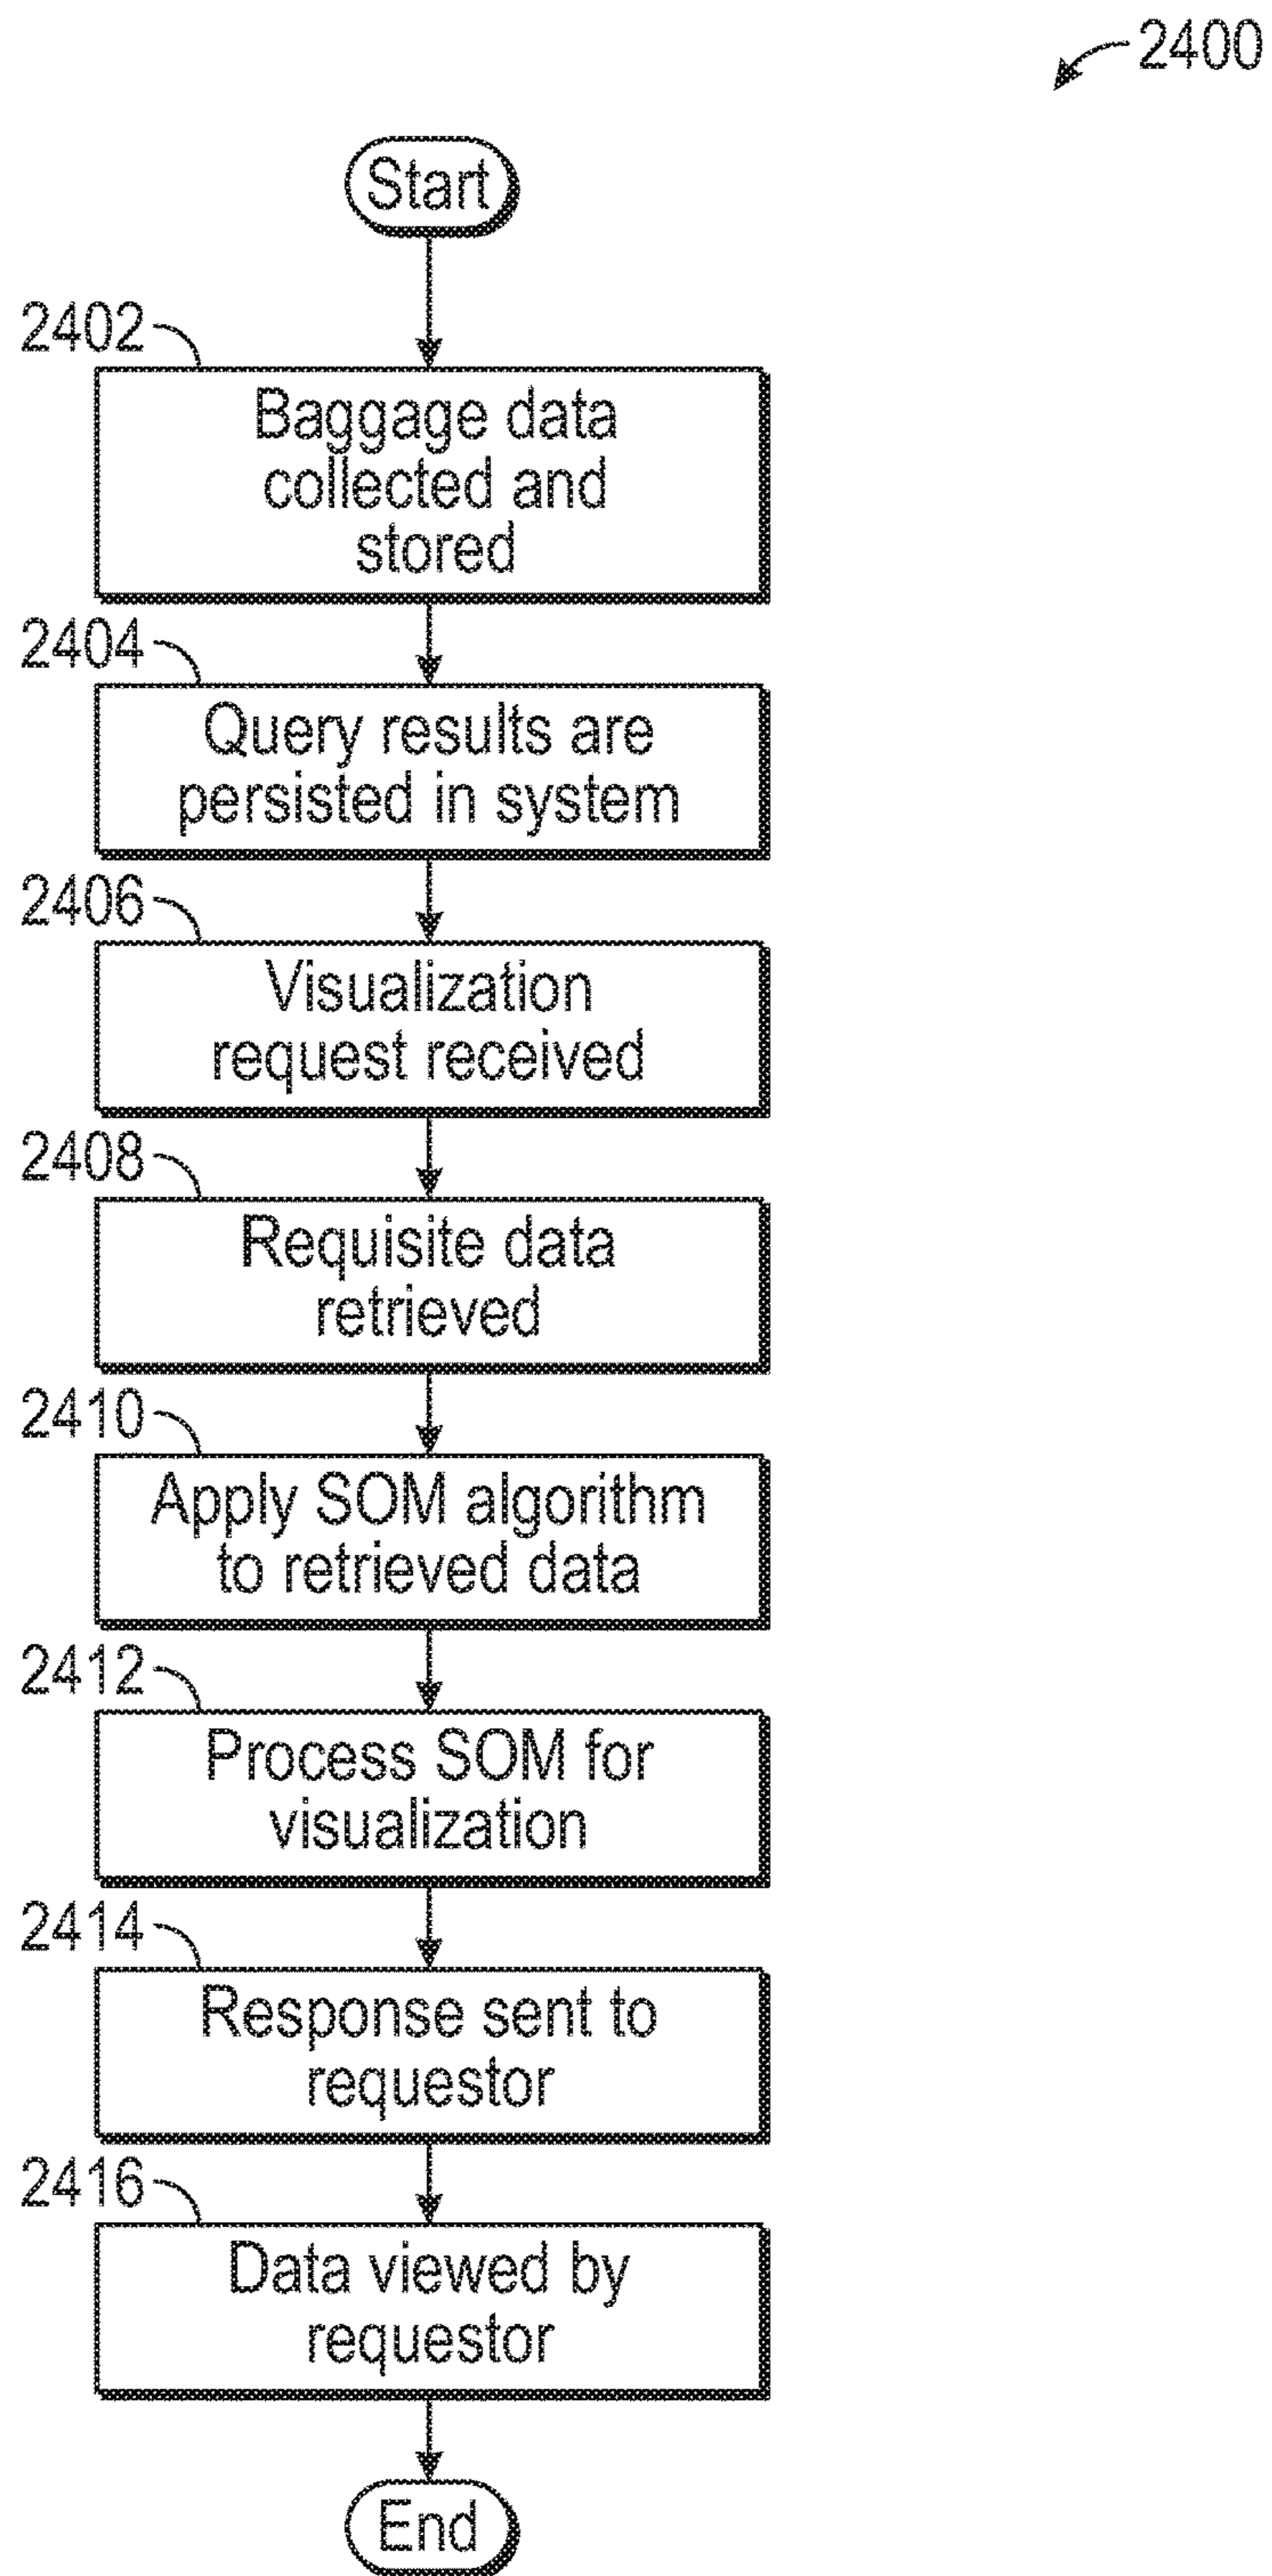 2400
Start
2402
Baggage data
collected and
stored
2404
Query results are
persisted in system
2406
Visualization
request received
2408
Requisite data
retrieved
2410
Apply SOM algorithm
to retrieved data
2412
Process SOM for
visualization
2414
Response sent to
requestor
2416
Data viewed by
requestor
End